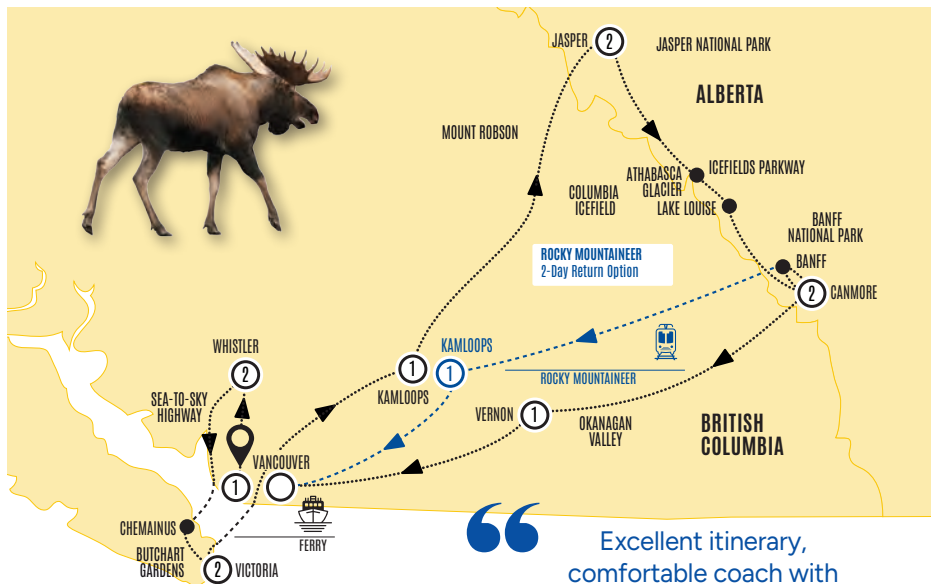 JASPER
2
JASPER NATIONAL PARK
ALBERTA
MOUNT ROBSON
ATHABASCA
GLACIER
ICEFIELDS PARKWAY
COLUMBIA
ICEFIELD
LAKE LOUISE
BANFF
NATIONAL PARK
BANFF
ROCKY MOUNTAINEER
2-Day Return Option
2
CANMORE
WHISTLER
2
KAMLOOPS
1
1
KAMLOOPS
ROCKY MOUNTAINEER
SEA-TO-SKY
HIGHWAY
VERNON
1
OKANAGAN
VALLEY
BRITISH
COLUMBIA
VANCOUVER
1
CHEMAINUS
FERRY
BUTCHART
GARDENS
2
VICTORIA
“
Excellent itinerary,
comfortable coach with